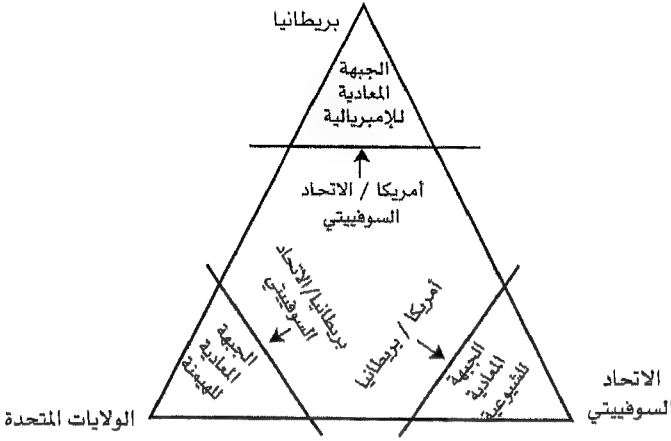 بريطانيا
الجبهة
المعادية
للإمبريالية
أمريكا / الاتحاد
السوفييتي
بريطانيا/الاتحاد
السوفييتي
أمريكا / بريطانيا
الجبهة
المعادية
للهيمنة
الجبهة
المعادية
للشيوعية
الولايات المتحدة
الاتحاد
السوفييتي